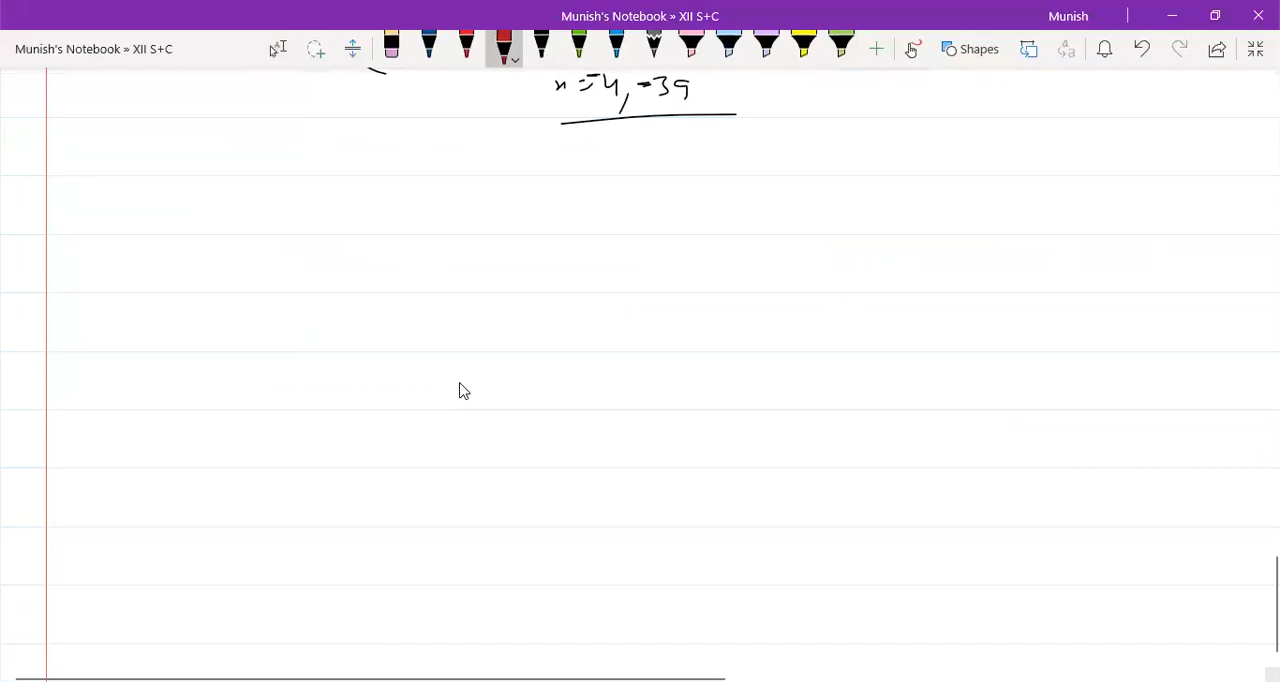 Munish's Notebook » XII S+C
Munish
Munish's Notebook » XII S+C
Shapes
x = -4, -39